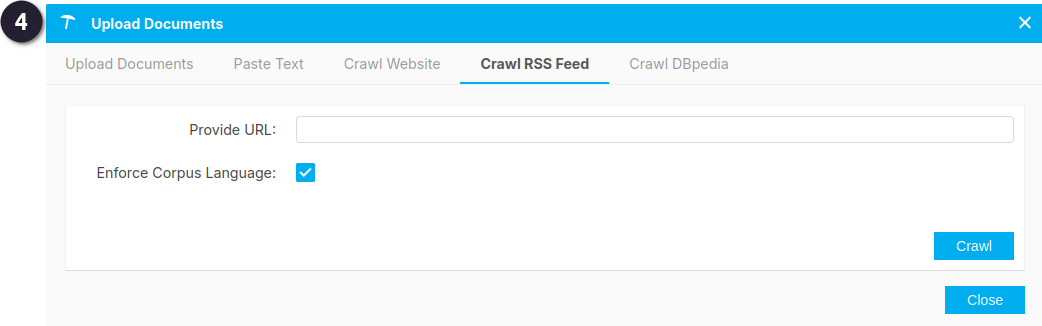 4
Upload Documents
Upload Documents Paste Text Crawl Website Crawl RSS Feed Crawl DBpedia
Provide URL:
Enforce Corpus Language:
Crawl
Close